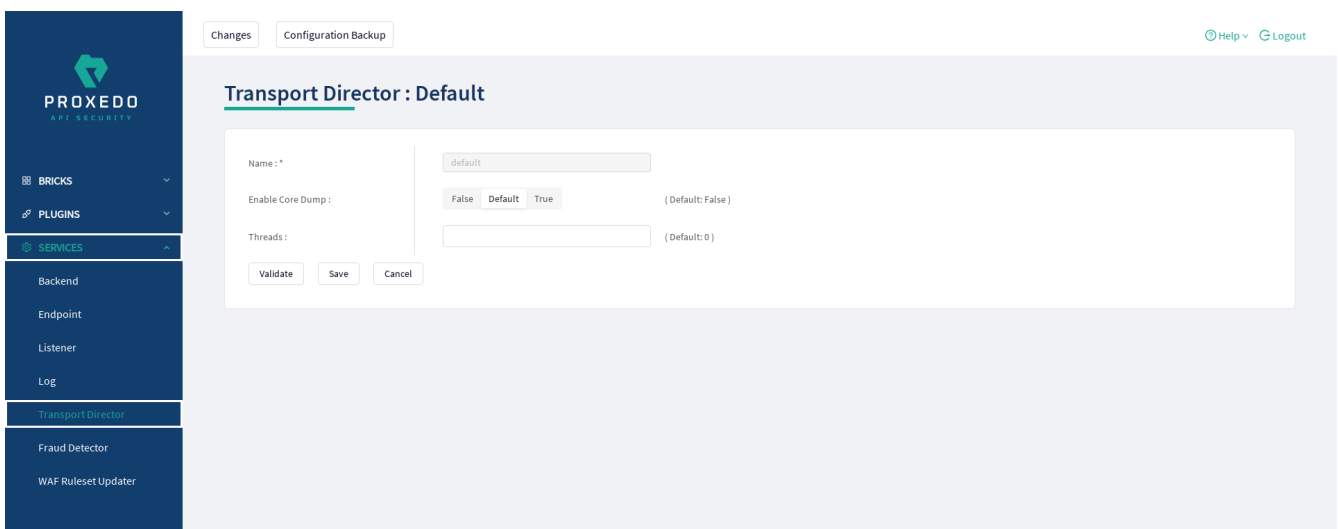 Changes Configuration Backup Help Logout
PROXEDO
API SECURITY
Transport Director : Default
Name : * default
Enable Core Dump : False Default True ( Default: False )
Threads : ( Default: 0 )
Validate Save Cancel
BRICKS
PLUGINS
SERVICES
Backend
Endpoint
Listener
Log
Transport Director
Fraud Detector
WAF Ruleset Updater